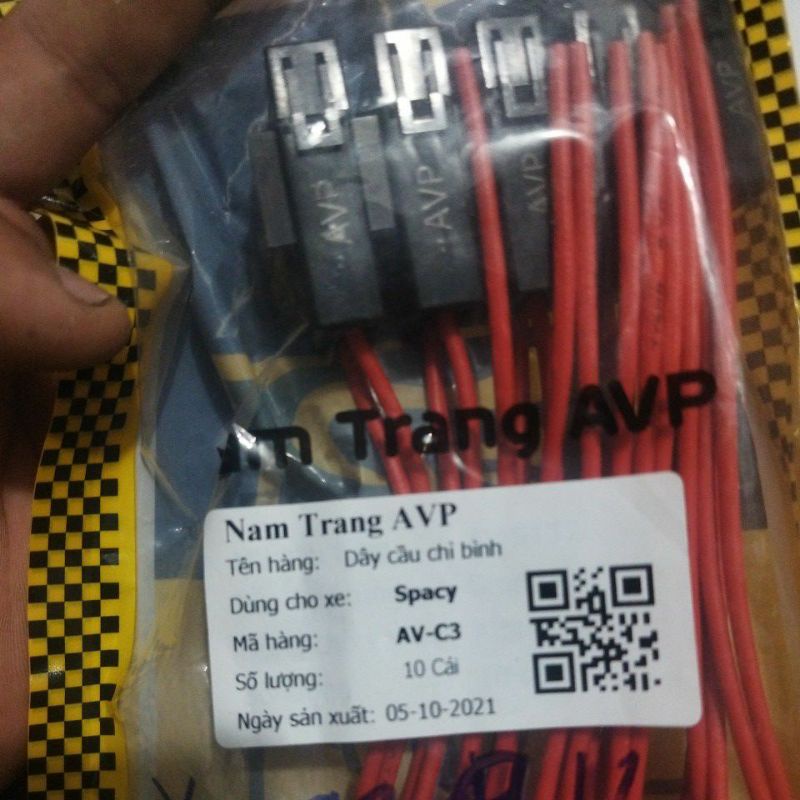 AVP
AVP
AVP
AVP
Trang AVP
Nam Trang AVP
Tên hàng: Dây cầu chì bình
Dùng cho xe: Spacy
Mã hàng: AV-C3
Số lượng: 10 Cái
Ngày sản xuất: 05-10-2021